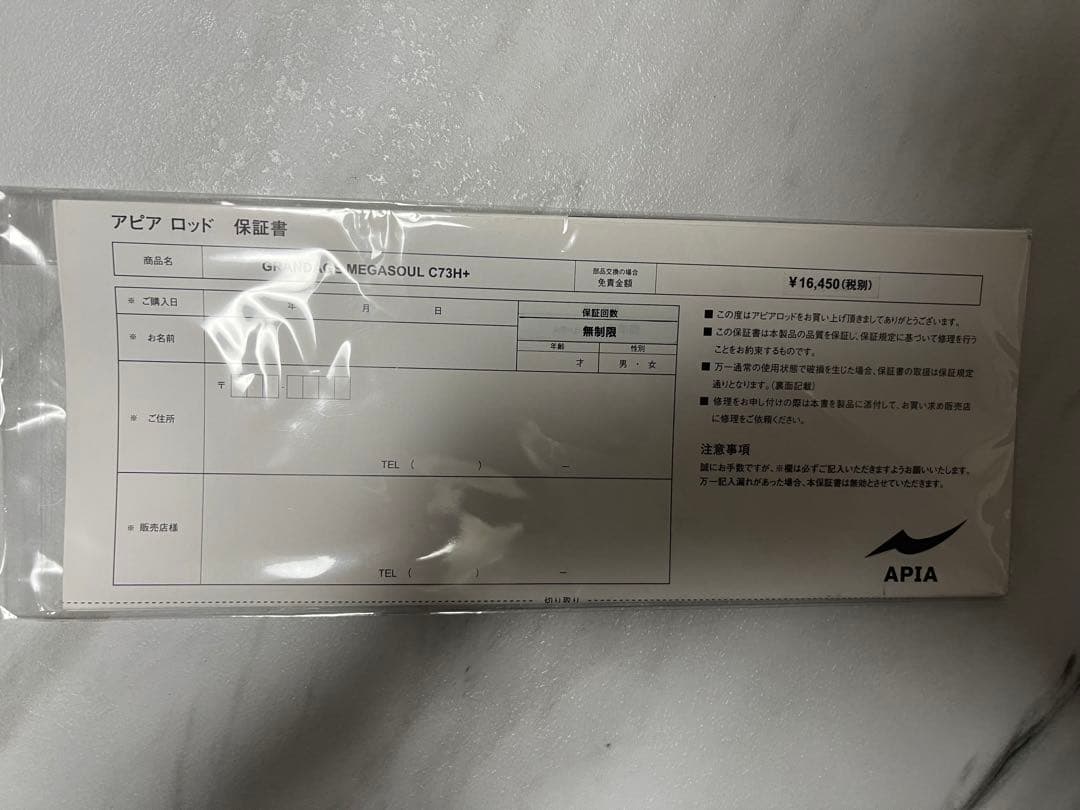 アピア ロッド 保証書
商品名 GRANDAGE MEGASOUL C73H+ 部品交換の場合 免責金額 ¥16,450(税別)
※ ご購入日 年 月 日
保証回数
無制限
※ お名前
年齢 性別
才 男・女
〒 -
※ ご住所
TEL ( ) −
※ 販売店様
TEL ( ) −
■ この度はアピアロッドをお買い上げ頂きましてありがとうございます。
■ この保証書は本製品の品質を保証し、保証規定に基づいて修理を行う
ことをお約束するものです。
■ 万一通常の使用状態で破損を生じた場合、保証書の取扱は保証規定
通りとなります。(裏面記載)
■ 修理をお申し付けの際は本書を製品に添付して、お買い求め販売店
に修理をご依頼ください。
注意事項
誠にお手数ですが、※欄は必ずご記入いただきますようお願いいたします。
万一記入漏れがあった場合、本保証書は無効とさせていただきます。
APIA
切り取り